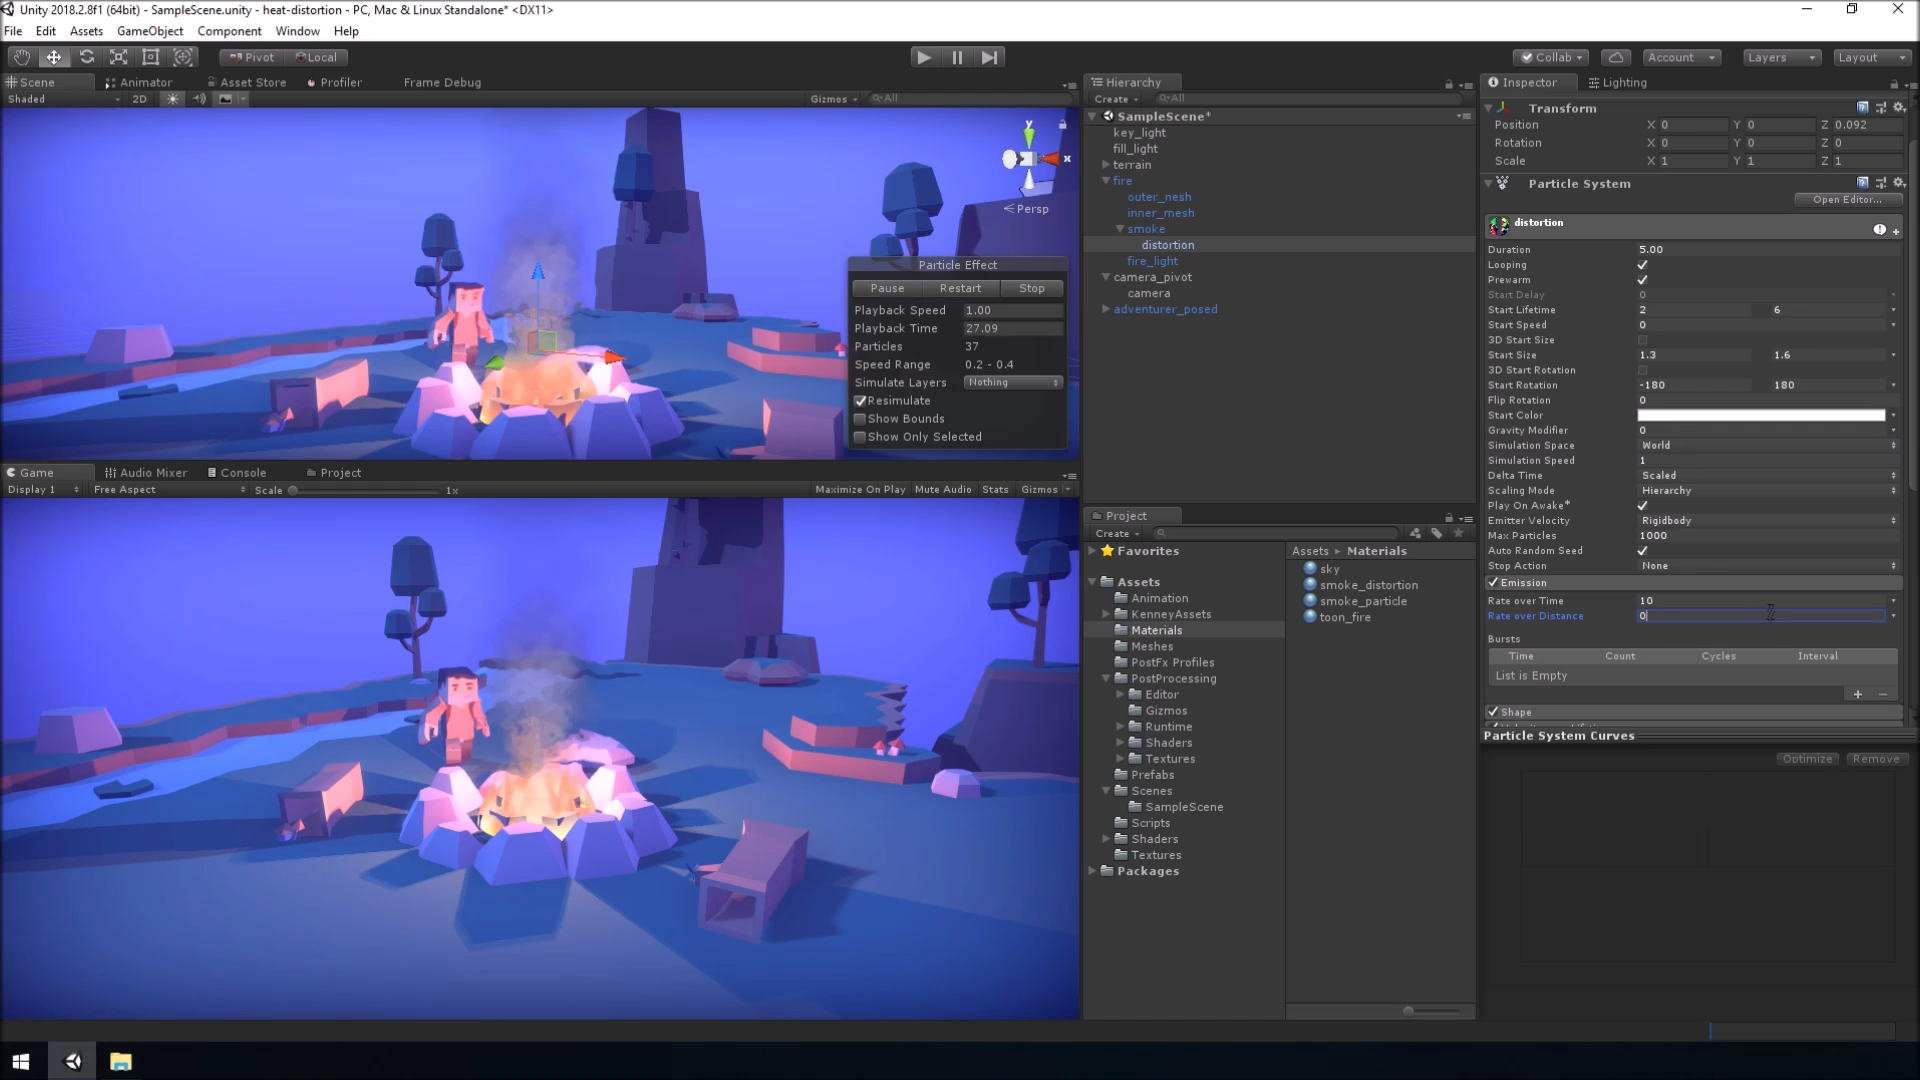 Unity 2018.2.8f1 (64bit) - SampleScene.unity - heat-distortion - PC, Mac & Linux Standalone* <DX11>
File Edit Assets GameObject Component Window Help
Pivot Local Collab Account Layers Layout
Scene Animator Asset Store Profiler Frame Debug
Shaded 2D Gizmos All
y
x
Persp
Particle Effect
Pause Restart Stop
Playback Speed 1.00
Playback Time 27.09
Particles 37
Speed Range 0.2 - 0.4
Simulate Layers Nothing
Resimulate
Show Bounds
Show Only Selected
Game Audio Mixer Console Project
Display 1 Free Aspect Scale 1x Maximize On Play Mute Audio Stats Gizmos
Hierarchy
Create All
SampleScene*
key_light
fill_light
terrain
fire
outer_nesh
inner_mesh
smoke
distortion
fire_light
camera_pivot
camera
adventurer_posed
Project
Create
Favorites
Assets
Animation
KenneyAssets
Materials
Meshes
PostFx Profiles
PostProcessing
Editor
Gizmos
Runtime
Shaders
Textures
Prefabs
Scenes
SampleScene
Scripts
Shaders
Textures
Packages
Assets Materials
sky
smoke_distortion
smoke_particle
toon_fire
Inspector Lighting
Transform
Position X 0 Y 0 Z 0.092
Rotation X 0 Y 0 Z 0
Scale X 1 Y 1 Z 1
Particle System
Open Editor...
distortion
Duration 5.00
Looping
Prewarm
Start Delay 0
Start Lifetime 2 6
Start Speed 0
3D Start Size
Start Size 1.3 1.6
3D Start Rotation
Start Rotation -180 180
Flip Rotation 0
Start Color
Gravity Modifier 0
Simulation Space World
Simulation Speed 1
Delta Time Scaled
Scaling Mode Hierarchy
Play On Awake*
Emitter Velocity Rigidbody
Max Particles 1000
Auto Random Seed
Stop Action None
Emission
Rate over Time 10
Rate over Distance 0
Bursts
Time Count Cycles Interval
List is Empty
Shape
Particle System Curves
Optimize Remove